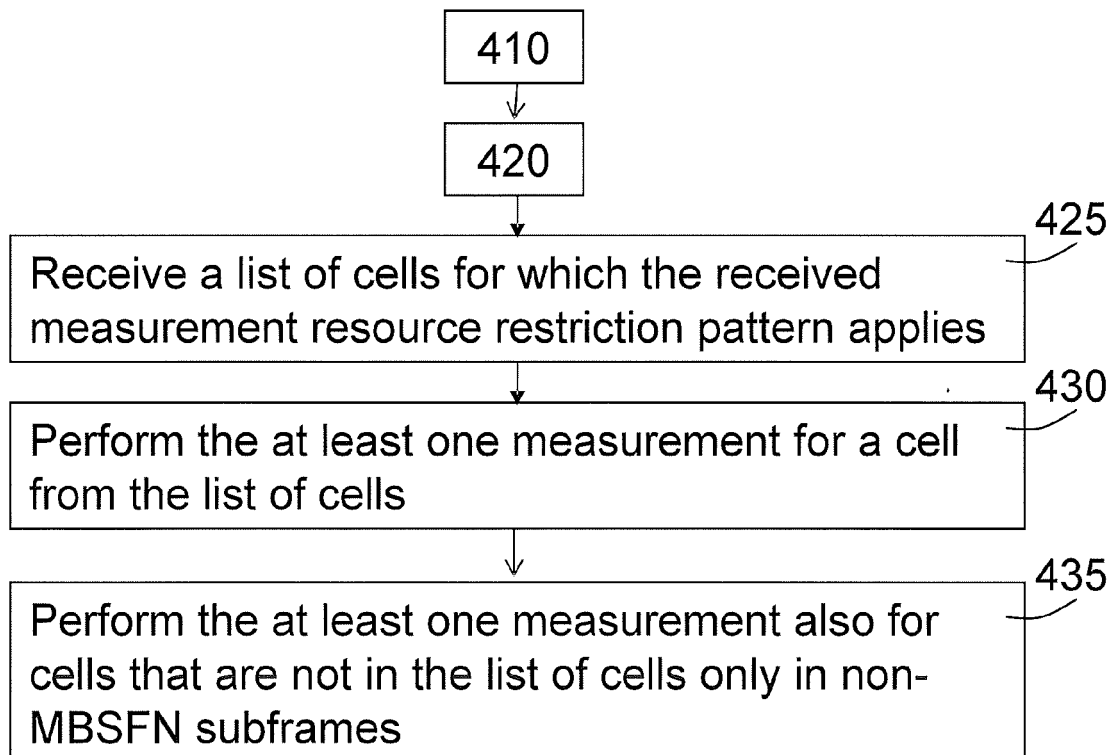 410
420
425
Receive a list of cells for which the received
measurement resource restriction pattern applies
430
Perform the at least one measurement for a cell
from the list of cells
435
Perform the at least one measurement also for
cells that are not in the list of cells only in non-
MBSFN subframes